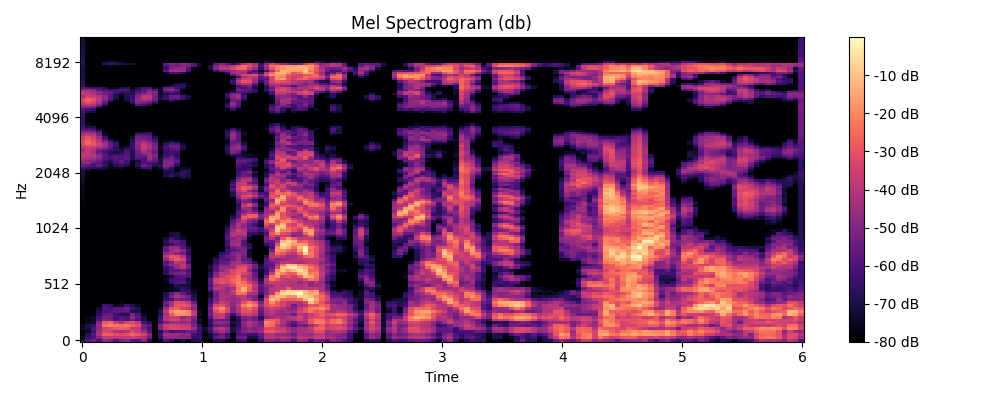 Mel Spectrogram (db)
8192
4096
2048
1024
512
0
Hz
0 1 2 3 4 5 6
Time
-10 dB
-20 dB
-30 dB
-40 dB
-50 dB
-60 dB
-70 dB
-80 dB